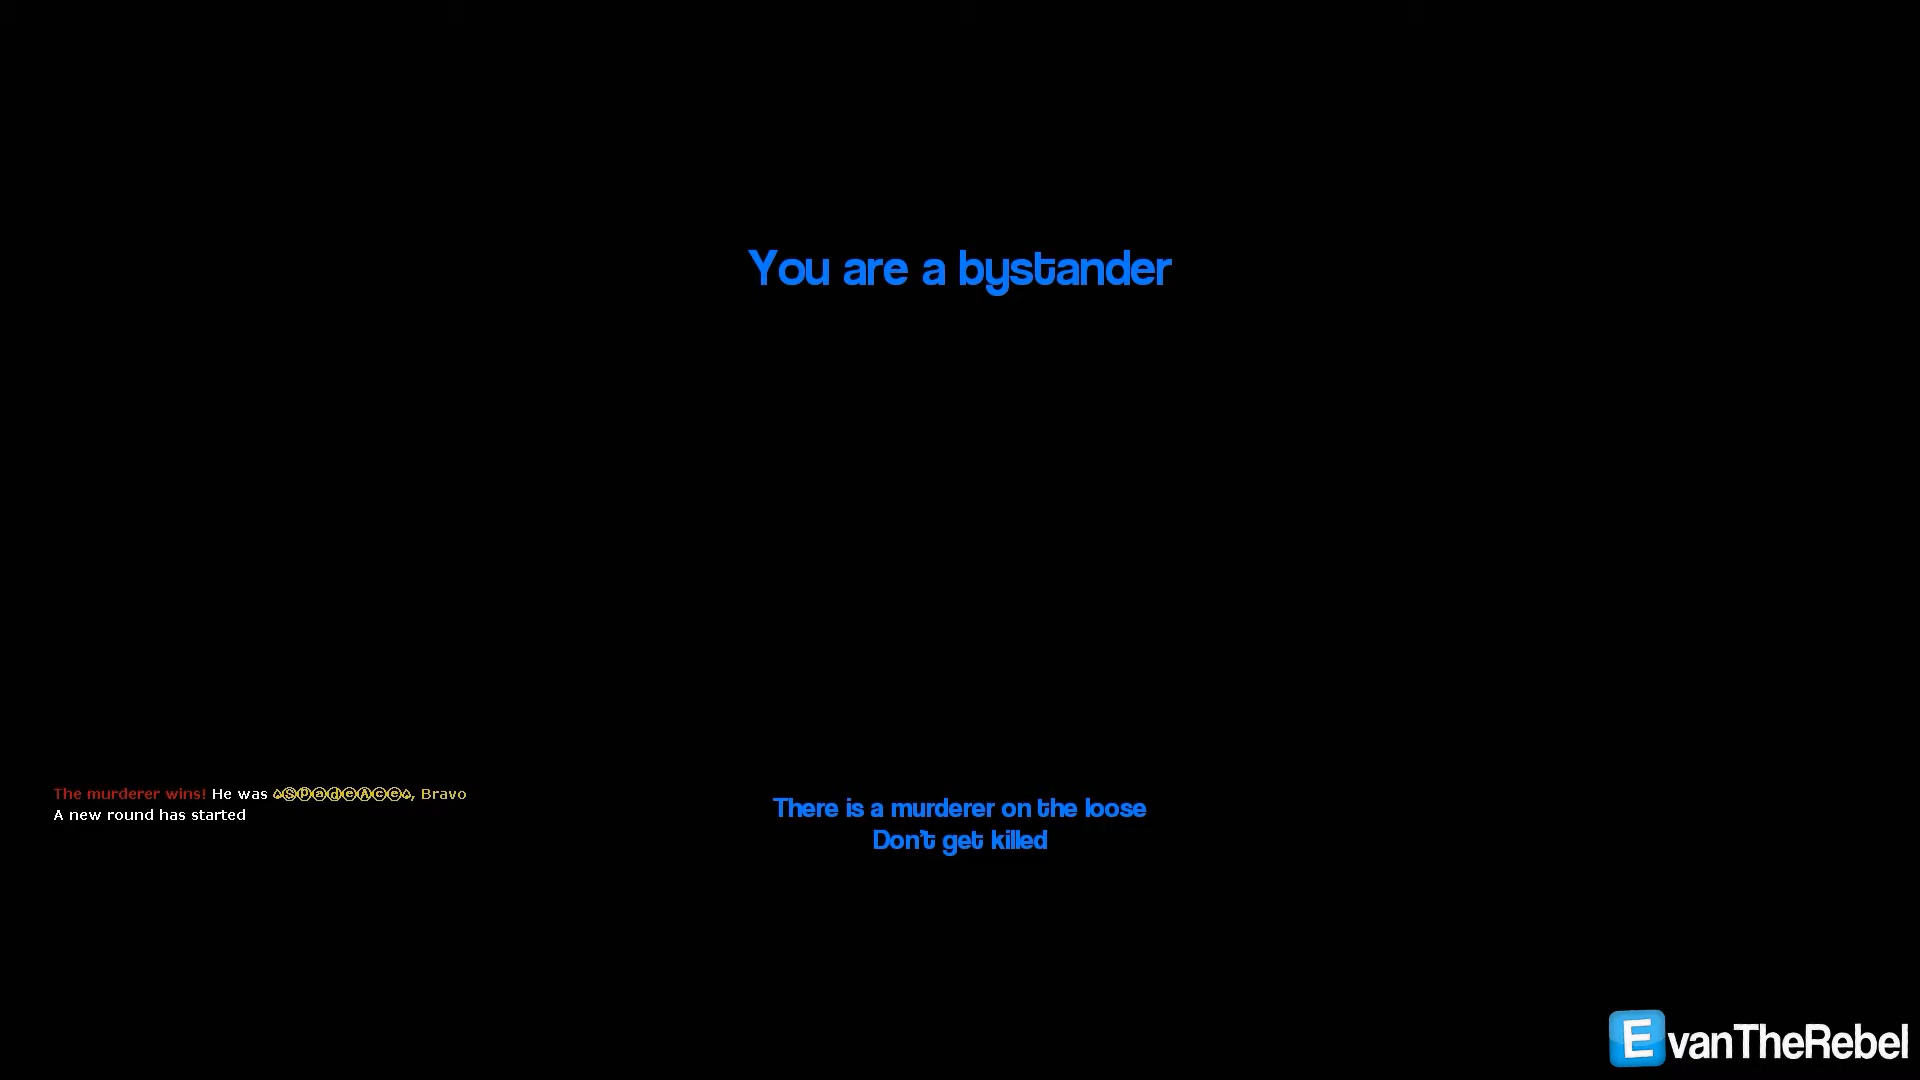 You are a bystander
The murderer wins! He was ♤ⓈⓟⓐⓓⓔⒶⓒⓔ♤, Bravo
A new round has started
There is a murderer on the loose
Don't get killed
EvanTheRebel